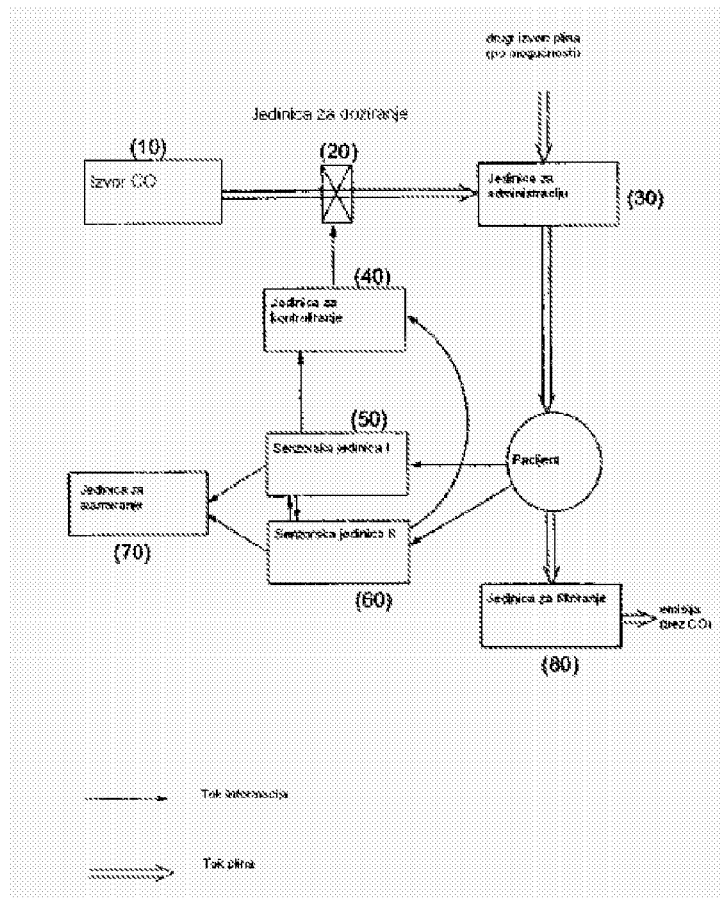 drugi izvori plina
(po mogućnosti)
Jedinica za doziranje
(10)
(20)
Izvor CO
Jedinica za
administraciju
(30)
(40)
Jedinica za
kontroliranje
(50)
Senzorska jedinica I
Pacijent
Jedinica za
alarmiranje
(70)
Senzorska jedinica II
(60)
Jedinica za filtriranje
emisija
(bez CO)
(80)
Tok informacija
Tok plina